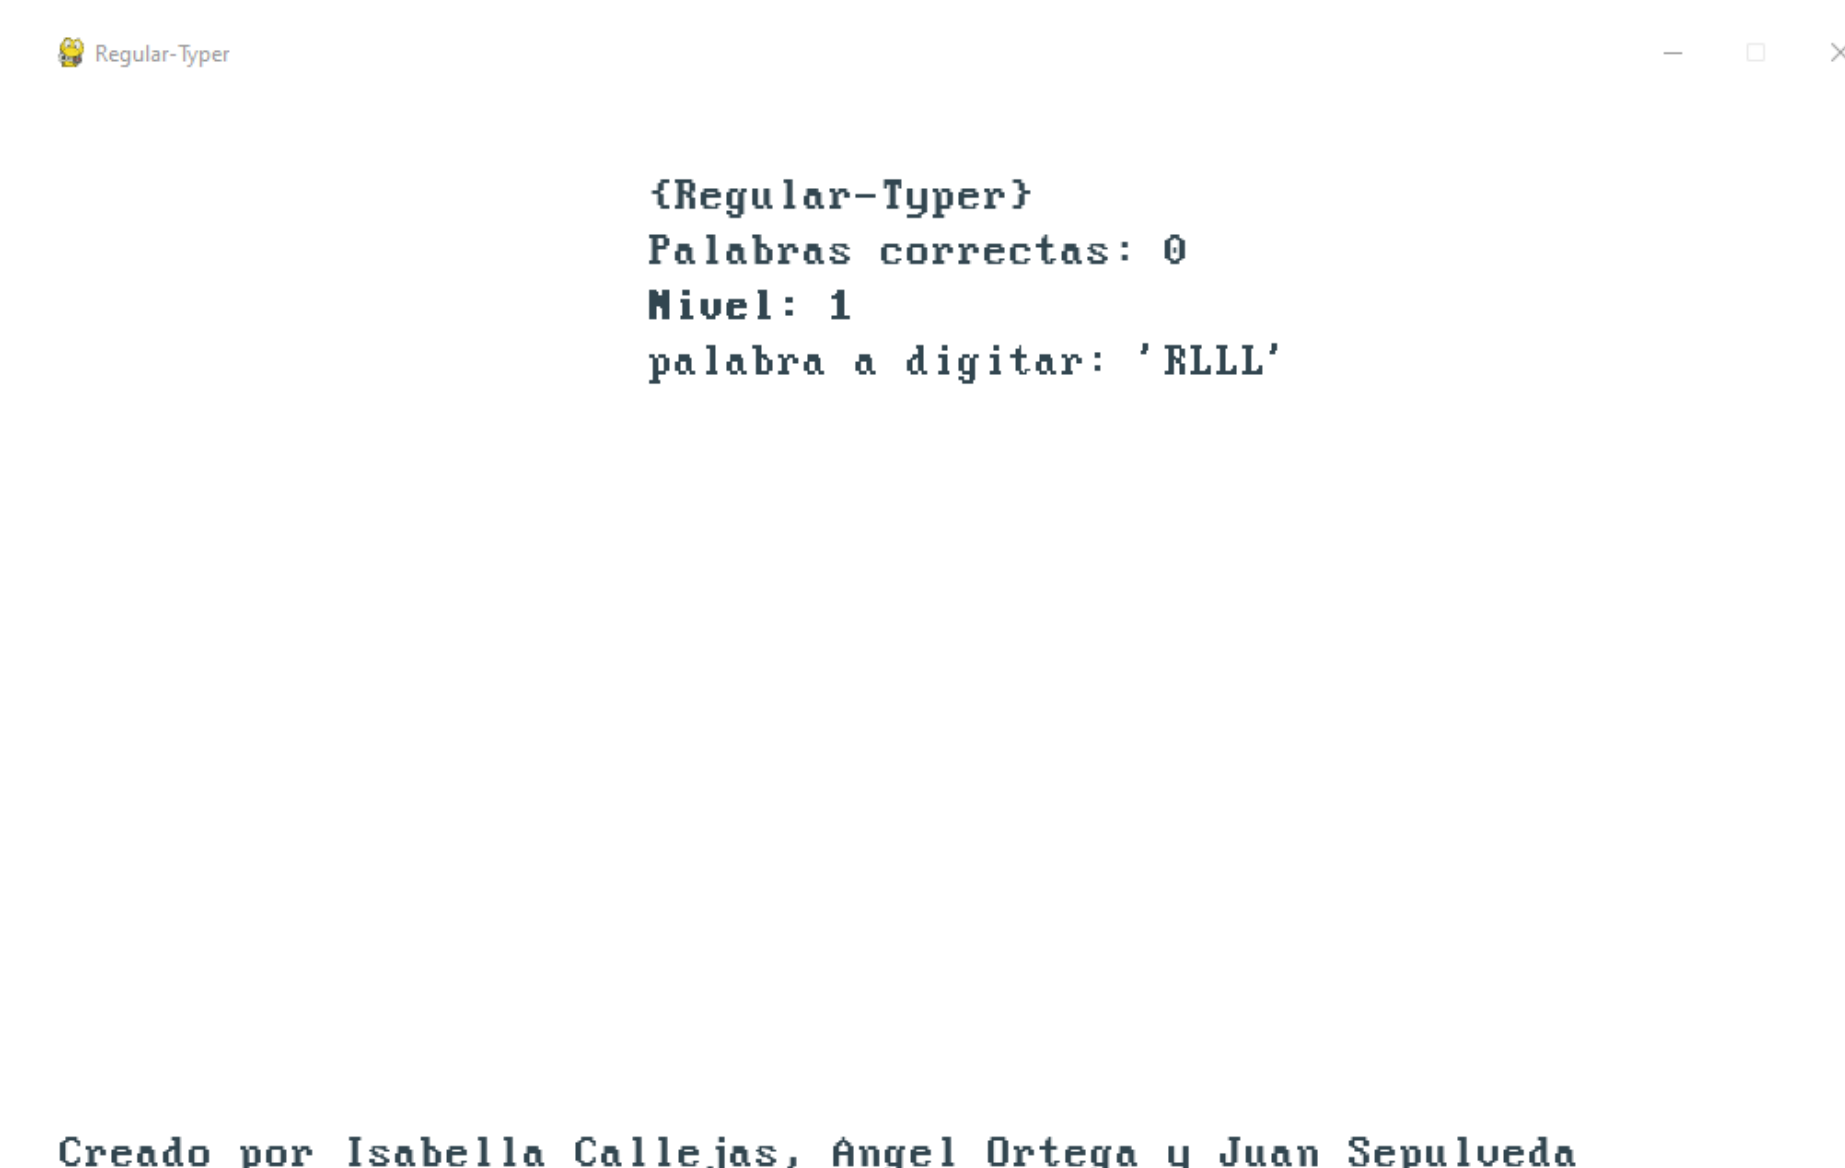 Regular-Typer
{Regular-Typer}
Palabras correctas: 0
Nivel: 1
palabra a digitar: 'RLLL'
Creado por Isabella Callejas, Angel Ortega y Juan Sepulveda